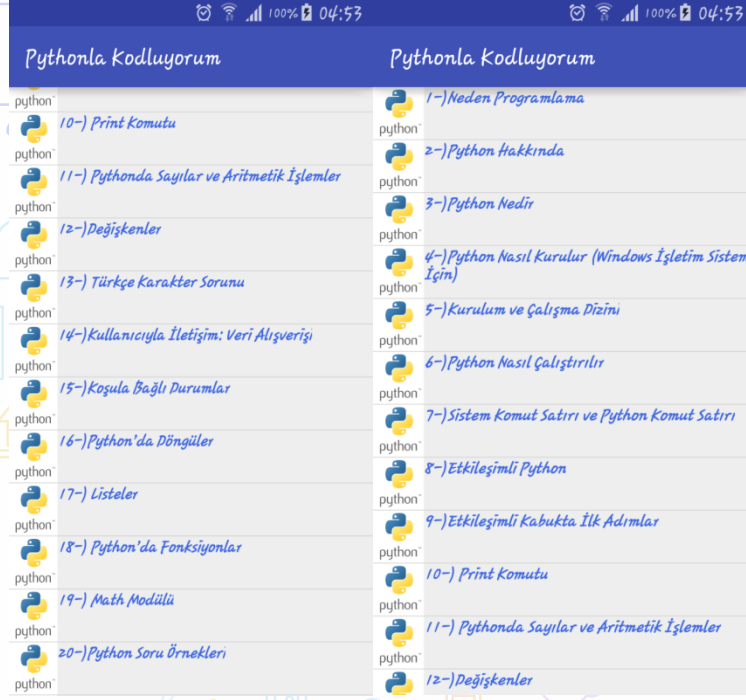 100% 04:53
Pythonla Kodluyorum
python
10-) Print Komutu
python
11-) Pythonda Sayılar ve Aritmetik İşlemler
python
12-)Değişkenler
python
13-) Türkçe Karakter Sorunu
python
14-)Kullanıcıyla İletişim: Veri Alışverişi
python
15-)Koşula Bağlı Durumlar
python
16-)Python'da Döngüler
python
17-) Listeler
python
18-) Python'da Fonksiyonlar
python
19-) Math Modülü
python
20-)Python Soru Örnekleri
python
100% 04:53
Pythonla Kodluyorum
1-)Neden Programlama
python
2-)Python Hakkında
python
3-)Python Nedir
python
4-)Python Nasıl Kurulur (Windows İşletim Sistem
İçin)
python
5-)Kurulum ve Çalışma Dizini
python
6-)Python Nasıl Çalıştırılır
python
7-)Sistem Komut Satırı ve Python Komut Satırı
python
8-)Etkileşimli Python
python
9-)Etkileşimli Kabukta İlk Adımlar
python
10-) Print Komutu
python
11-) Pythonda Sayılar ve Aritmetik İşlemler
python
12-)Değişkenler